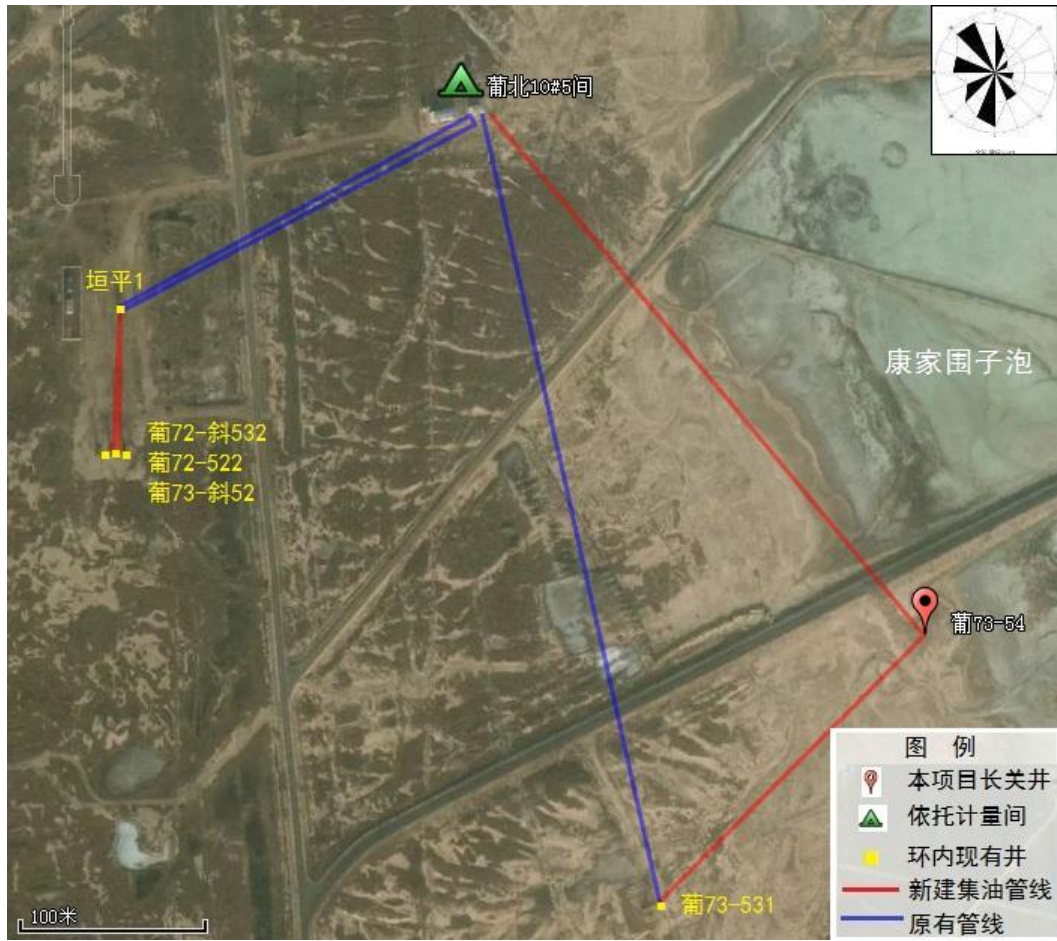 葡北10#5间
垣平1
康家围子泡
葡72-斜532
葡72-522
葡73-斜52
葡73-54
葡73-531
图 例
本项目长关井
依托计量间
环内现有井
新建集油管线
原有管线
100米